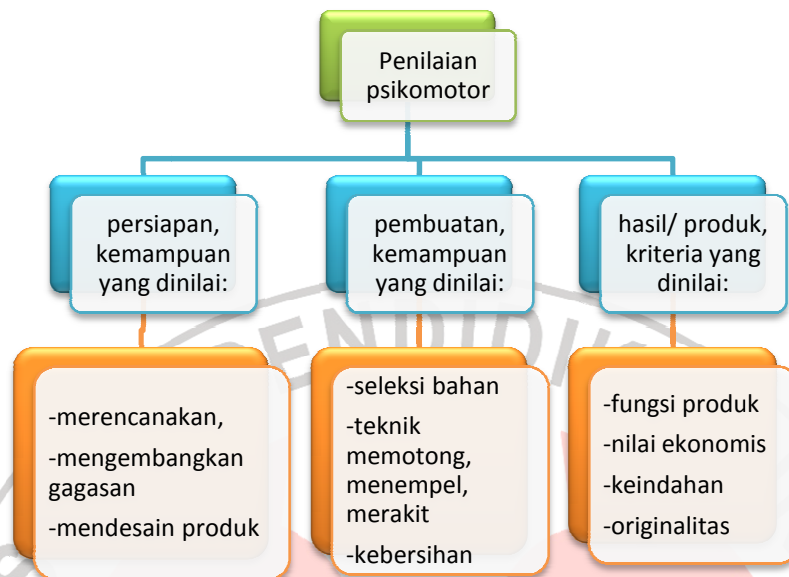 Penilaian
psikomotor
persiapan,
kemampuan
yang dinilai:
pembuatan,
kemampuan
yang dinilai:
hasil/ produk,
kriteria yang
dinilai:
-merencanakan,
-mengembangkan
gagasan
-mendesain produk
-seleksi bahan
-teknik
memotong,
menempel,
merakit
-kebersihan
-fungsi produk
-nilai ekonomis
-keindahan
-originalitas